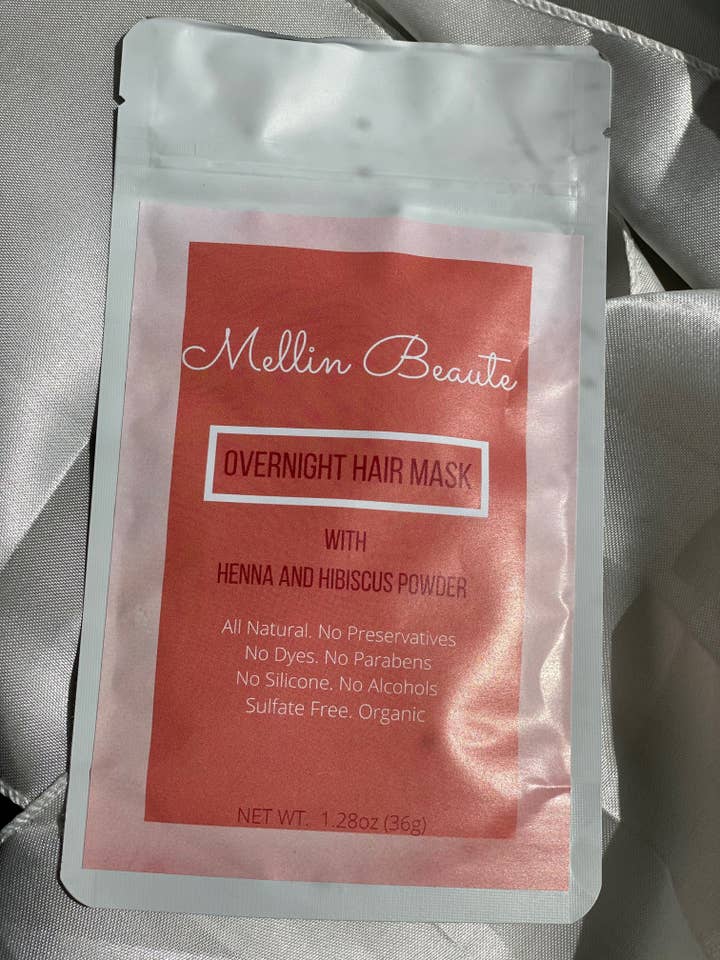 Mellin Beaute
OVERNIGHT HAIR MASK
WITH
HENNA AND HIBISCUS POWDER
All Natural. No Preservatives
No Dyes. No Parabens
No Silicone. No Alcohols
Sulfate Free. Organic
NET WT. 1.28oz (36g)